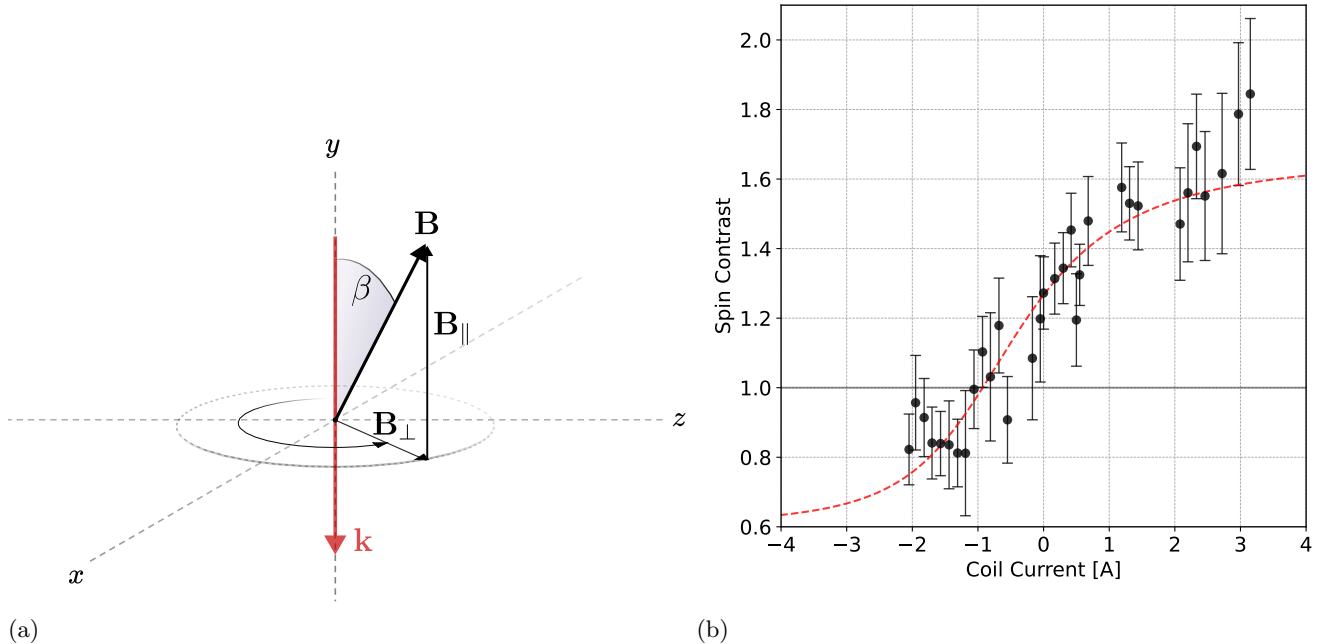 y
B
β
B∥
B⊥
z
k
x
(a)
Spin Contrast
2.0
1.8
1.6
1.4
1.2
1.0
0.8
0.6
−4 −3 −2 −1 0 1 2 3 4
Coil Current [A]
(b)